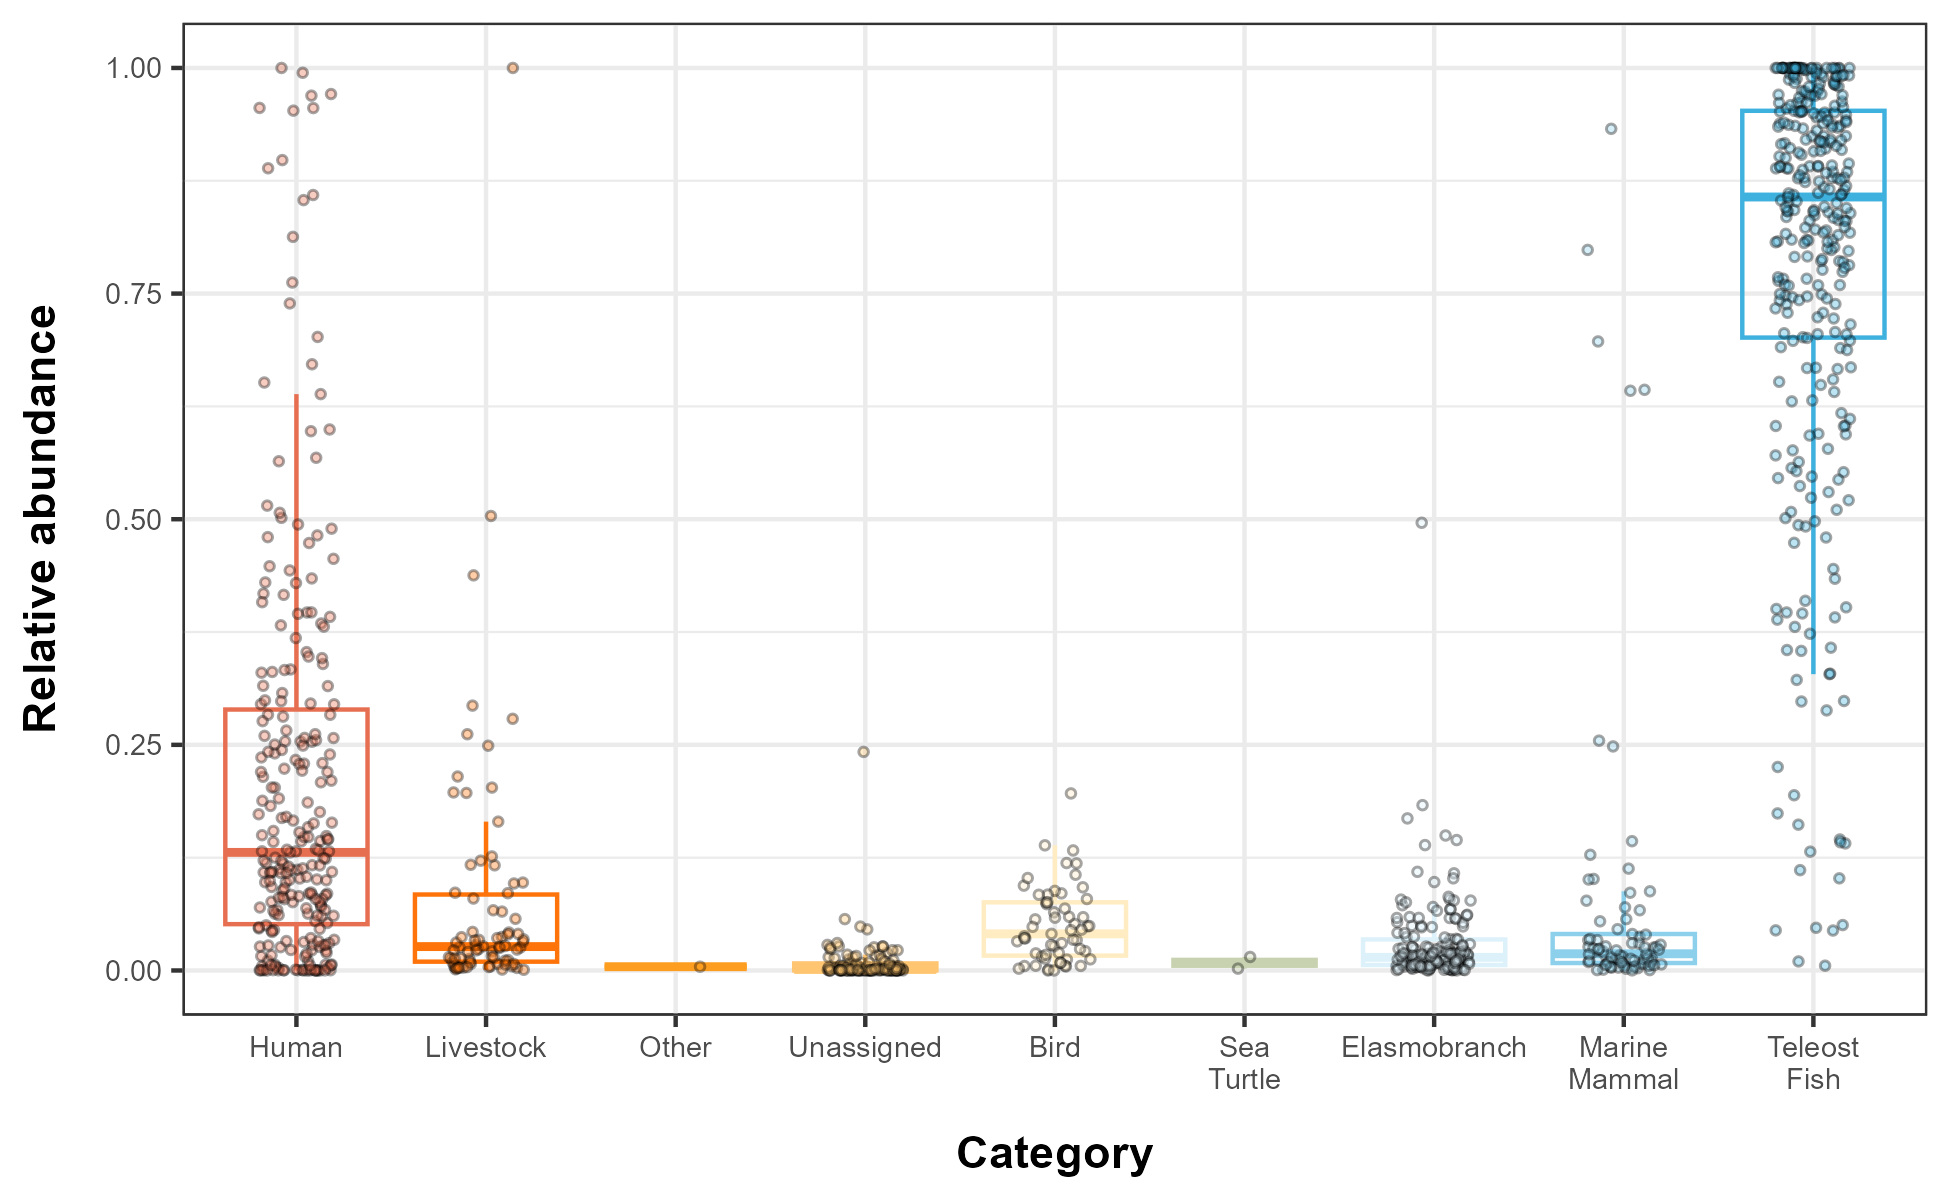 Relative abundance
1.00
0.75
0.50
0.25
0.00
Human
Livestock
Other
Unassigned
Bird
Sea
Turtle
Elasmobranch
Marine
Mammal
Teleost
Fish
Category